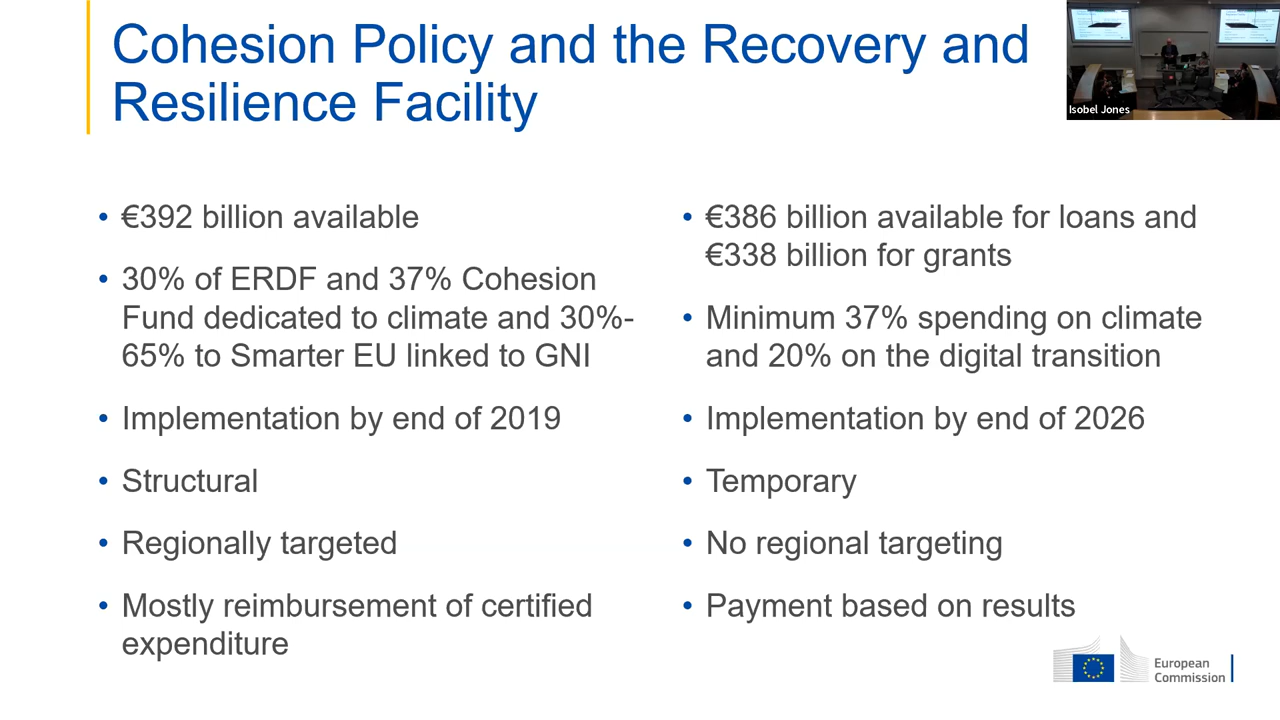 Cohesion Policy and the Recovery and
Resilience Facility
Isobel Jones
• €392 billion available
• 30% of ERDF and 37% Cohesion
Fund dedicated to climate and 30%-
65% to Smarter EU linked to GNI
• Implementation by end of 2019
• Structural
• Regionally targeted
• Mostly reimbursement of certified
expenditure
• €386 billion available for loans and
€338 billion for grants
• Minimum 37% spending on climate
and 20% on the digital transition
• Implementation by end of 2026
• Temporary
• No regional targeting
• Payment based on results
European
Commission